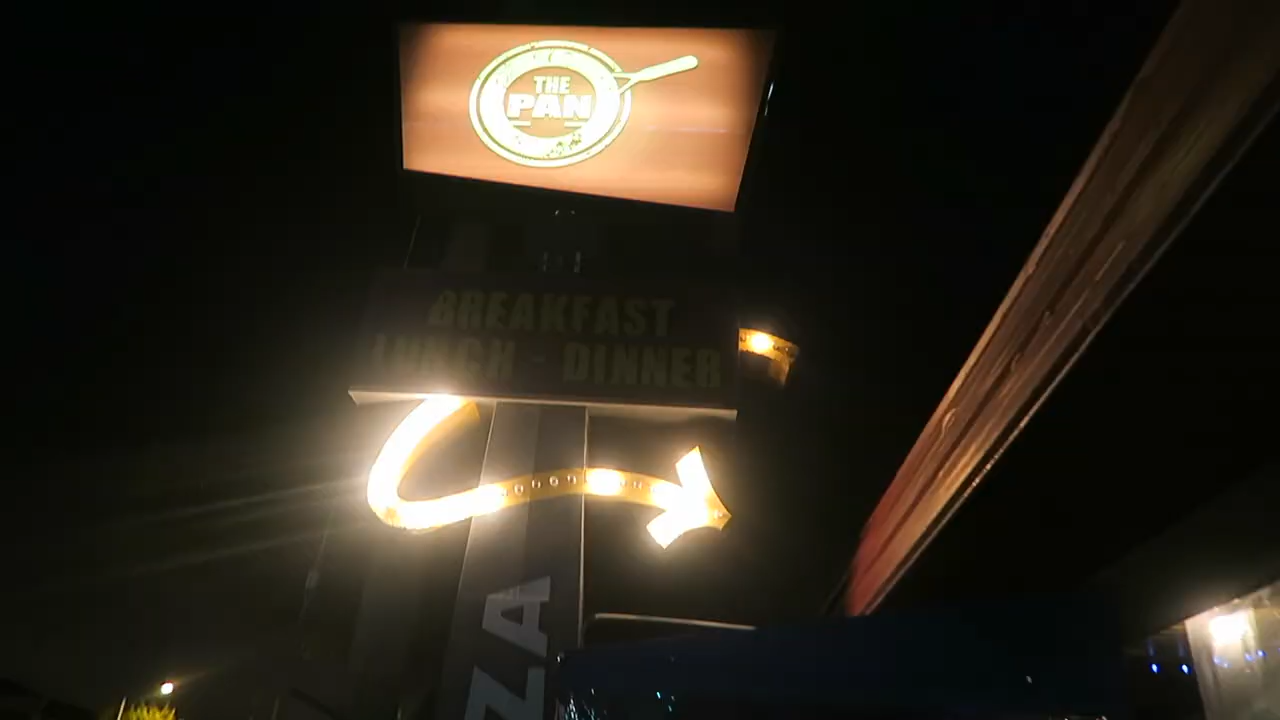 THE
PAN
BREAKFAST
LUNCH - DINNER
ZA